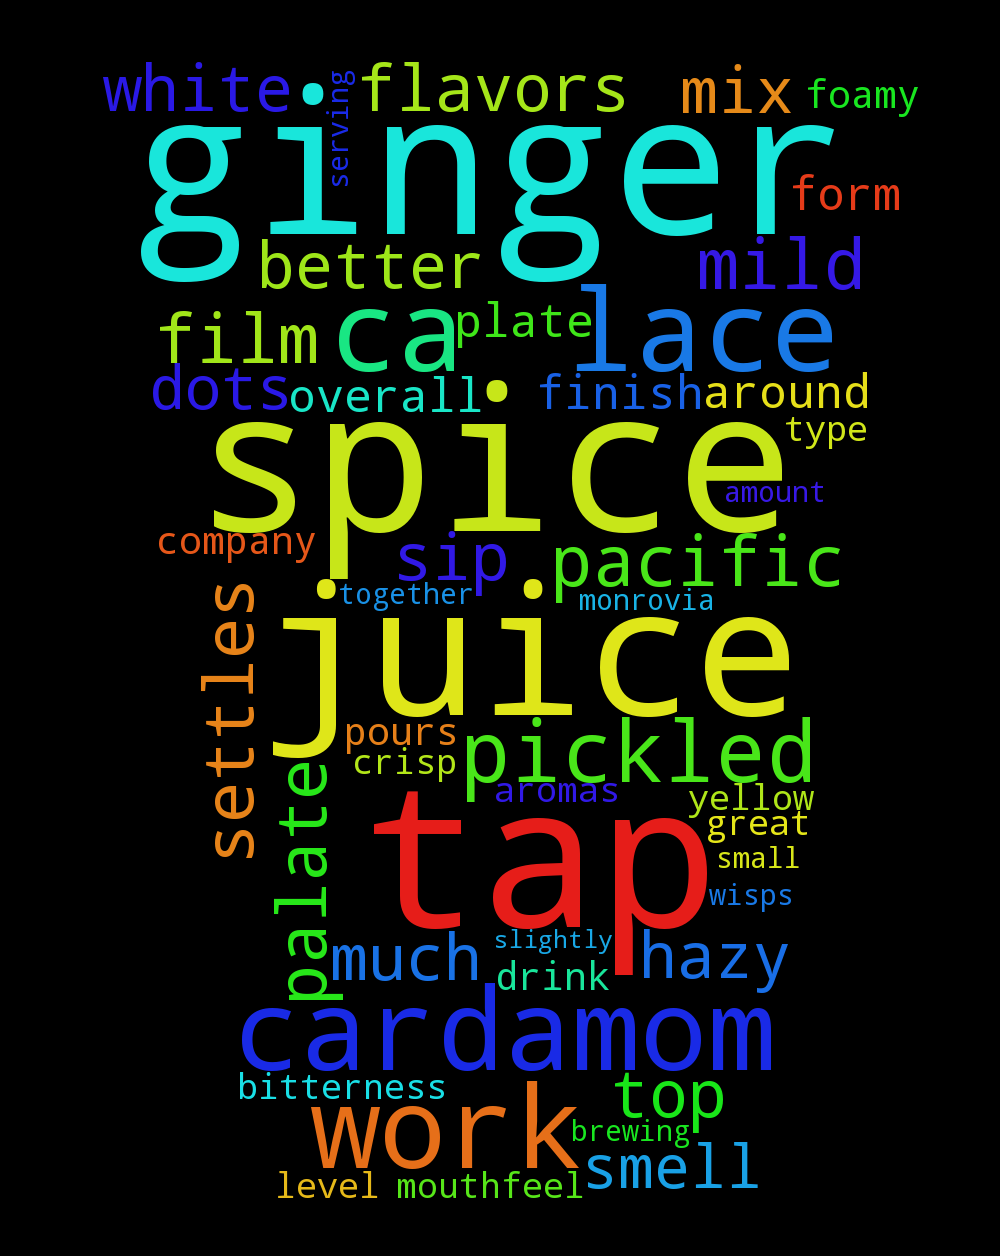 white serving flavors mix foamy
ginger
form
better mild
film ca plate lace
dots overall finish around
type
spice
amount
company sip pacific
together monrovia
settles juice
pours pickled
crisp
aromas yellow
palate tap great
small
wisps
much slightly hazy
drink
cardamom
bitterness top
work brewing
smell
level mouthfeel